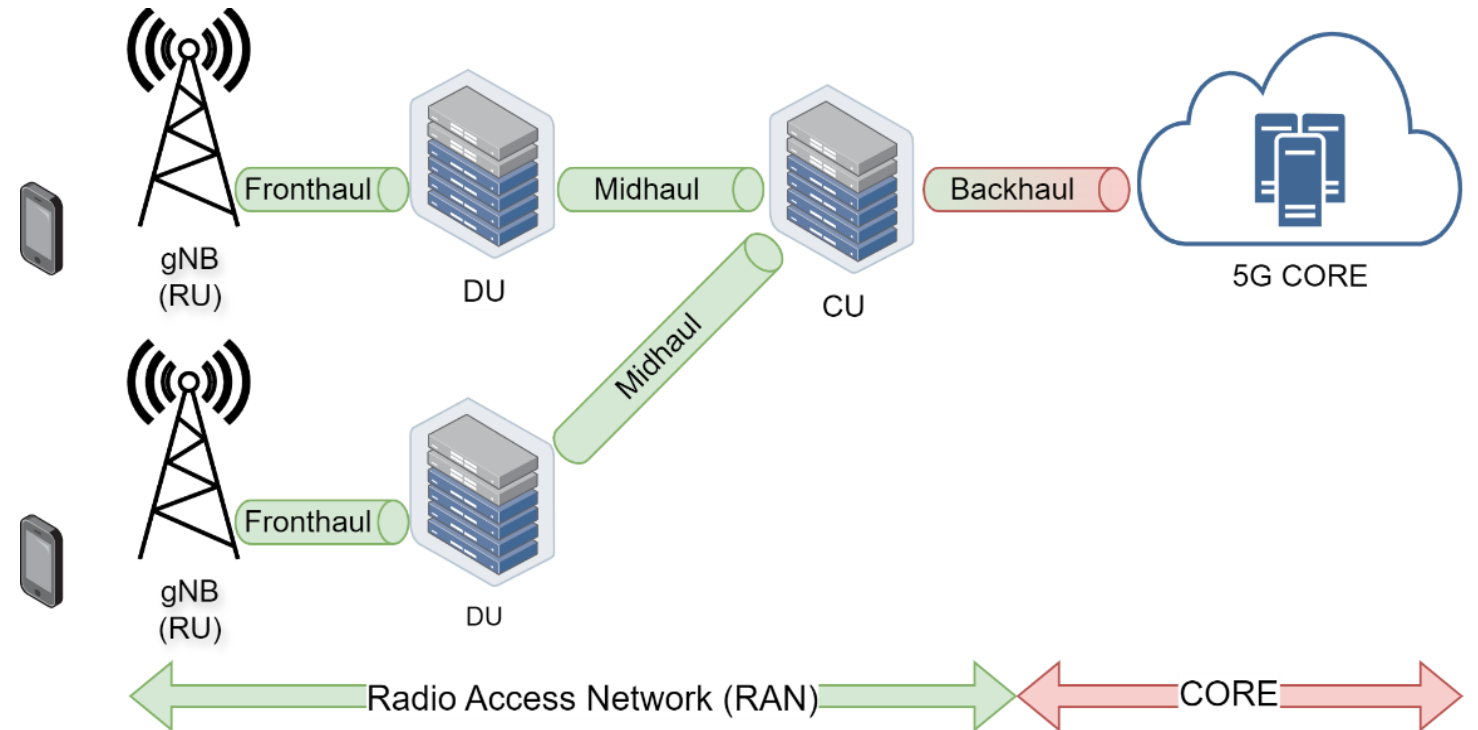 Fronthaul
Midhaul
Backhaul
gNB
(RU)
DU
CU
5G CORE
Midhaul
Fronthaul
gNB
(RU)
DU
Radio Access Network (RAN)
CORE